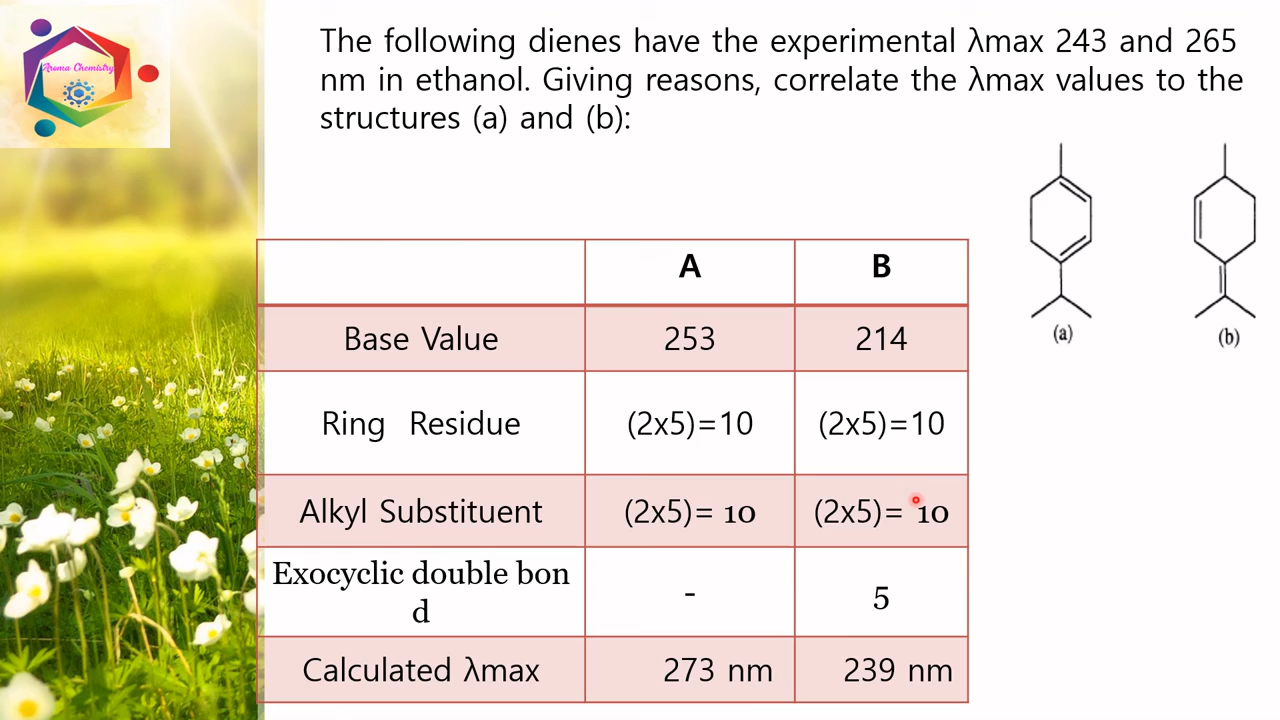 Aroma Chemistry
The following dienes have the experimental λmax 243 and 265
nm in ethanol. Giving reasons, correlate the λmax values to the
structures (a) and (b):
(a)
(b)
A
B
Base Value
253
214
Ring Residue
(2x5)=10
(2x5)=10
Alkyl Substituent
(2x5)= 10
(2x5)= 10
Exocyclic double bon
d
-
5
Calculated λmax
273 nm
239 nm